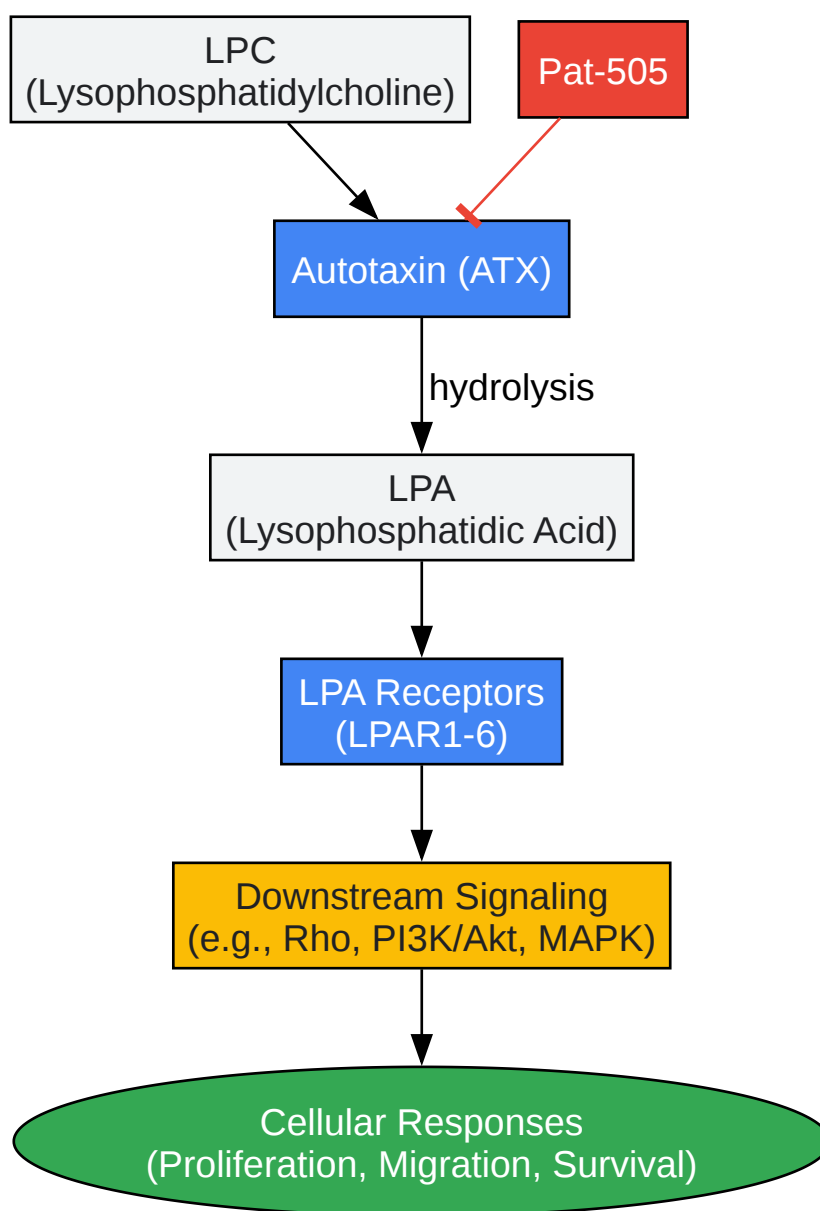 LPC
(Lysophosphatidylcholine)
Pat-505
Autotaxin (ATX)
hydrolysis
LPA
(Lysophosphatidic Acid)
LPA Receptors
(LPAR1-6)
Downstream Signaling
(e.g., Rho, PI3K/Akt, MAPK)
Cellular Responses
(Proliferation, Migration, Survival)